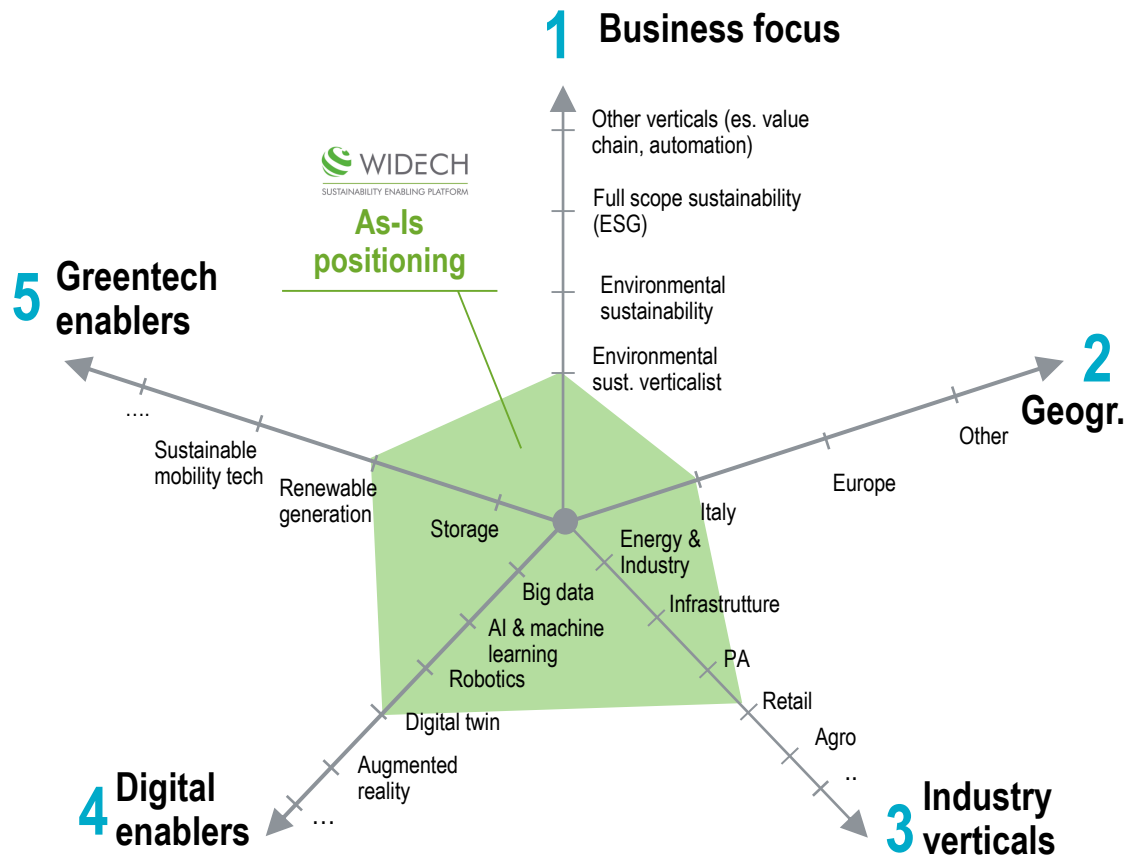 1 Business focus
Other verticals (es. value
chain, automation)
Full scope sustainability
(ESG)
Environmental
sustainability
Environmental
sust. verticalist
WIDECH
SUSTAINABILITY ENABLING PLATFORM
As-Is
positioning
2
Geogr.
Other
Europe
Italy
Energy &
Industry
Infrastrutture
PA
Retail
Agro
..
3 Industry
verticals
Big data
AI & machine
learning
Robotics
Digital twin
Augmented
reality
...
4 Digital
enablers
5 Greentech
enablers
....
Sustainable
mobility tech
Renewable
generation
Storage